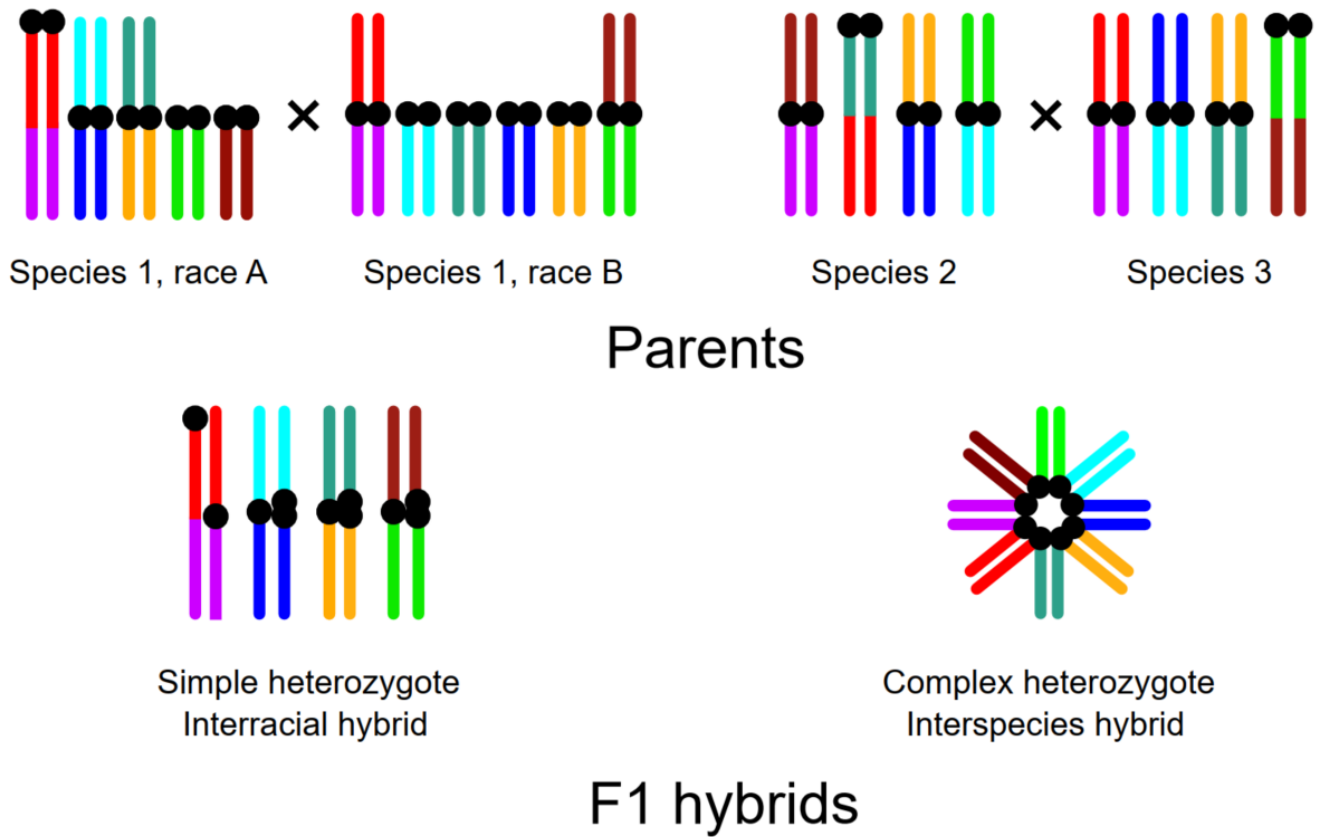 Species 1, race A
Species 1, race B
Species 2
Species 3
Parents
Simple heterozygote
Interracial hybrid
Complex heterozygote
Interspecies hybrid
F1 hybrids